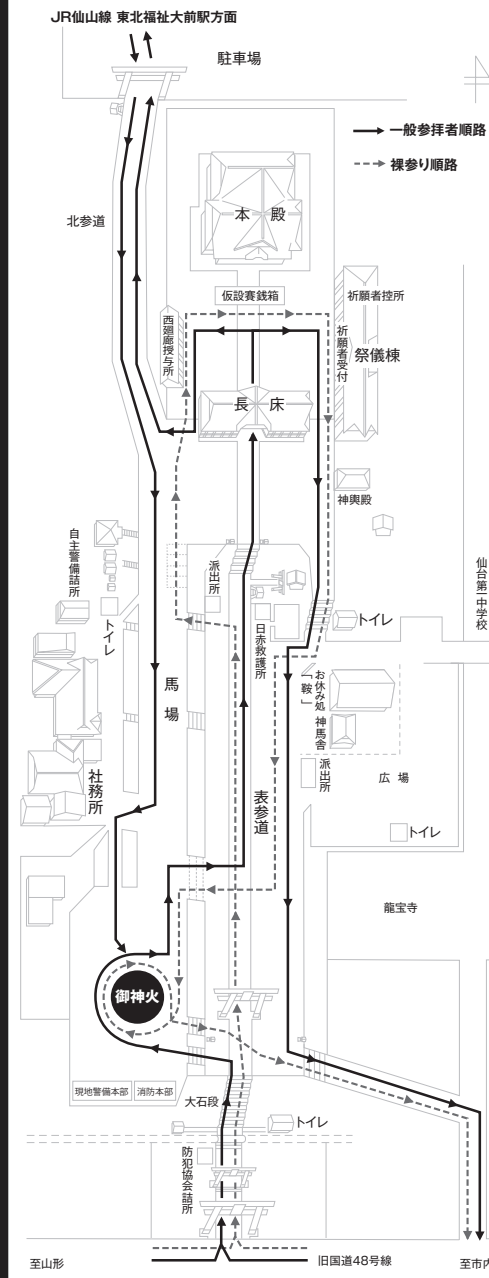 JR仙山線 東北福祉大前駅方面
駐車場
一般参拝者順路
裸参り順路
北参道
本殿
仮設賽銭箱
西廻廊授与所
祈願者控所
祈願者受付
祭儀棟
長床
神輿殿
自主警備詰所
トイレ
派出所
日赤救護所
トイレ
仙台第一中学校
馬場
お休み処
「鞍」
神馬舎
派出所
広場
社務所
表参道
トイレ
龍宝寺
御神火
現地警備本部
消防本部
大石段
トイレ
防犯協会詰所
至山形
旧国道48号線
至市内